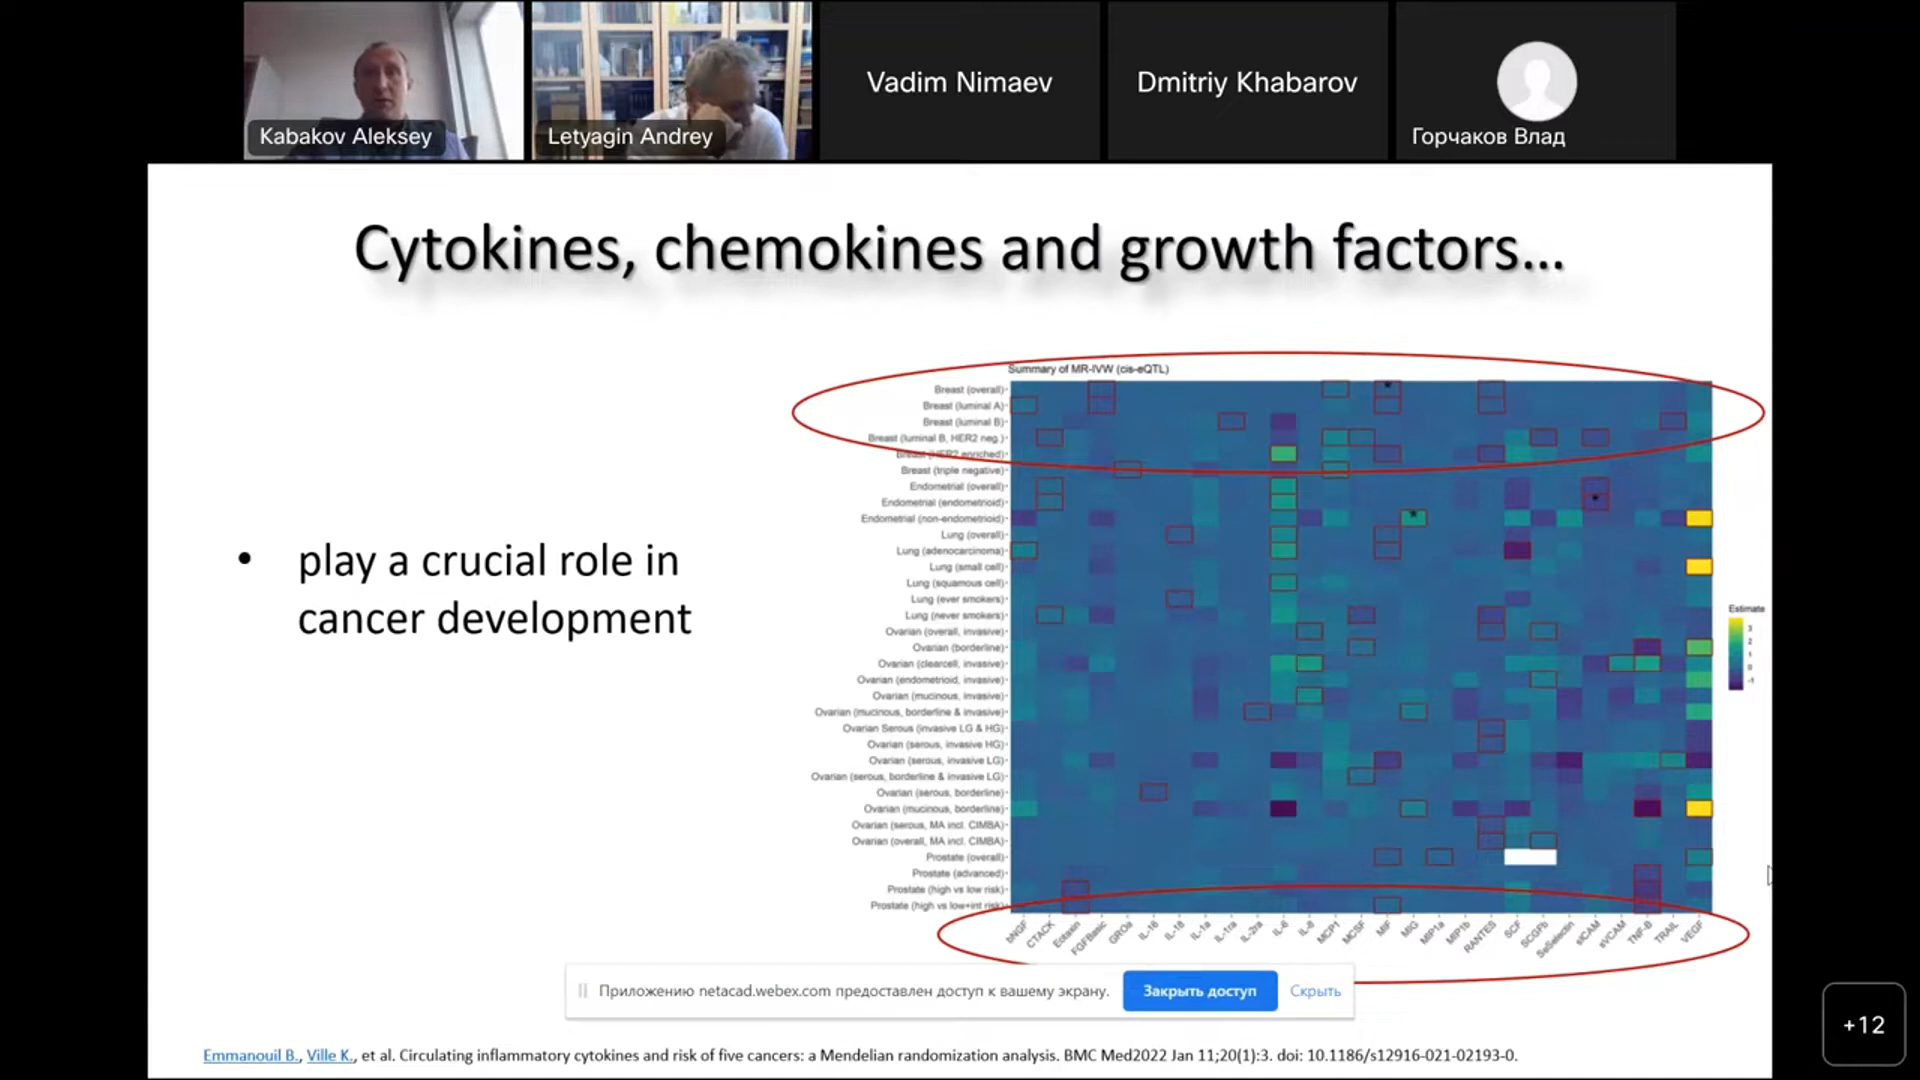 Kabakov Aleksey
Letyagin Andrey
Vadim Nimaev
Dmitriy Khabarov
Горчаков Влад
Cytokines, chemokines and growth factors...
• play a crucial role in
cancer development
Summary of MR-IVW (cis-eQTL)
Breast (overall)
Breast (luminal A)
Breast (luminal B)
Breast (luminal B, HER2 neg.)
Breast (HER2 enriched)
Breast (triple negative)
Endometrial (overall)
Endometrial (endometrioid)
Endometrial (non-endometrioid)
Lung (overall)
Lung (adenocarcinoma)
Lung (small cell)
Lung (squamous cell)
Lung (ever smokers)
Lung (never smokers)
Ovarian (overall, invasive)
Ovarian (borderline)
Ovarian (clearcell, invasive)
Ovarian (endometrioid, invasive)
Ovarian (mucinous, invasive)
Ovarian (mucinous, borderline & invasive)
Ovarian Serous (invasive LG & HG)
Ovarian (serous, invasive HG)
Ovarian (serous, invasive LG)
Ovarian (serous, borderline & invasive LG)
Ovarian (serous, borderline)
Ovarian (mucinous, borderline)
Ovarian (serous, MA incl. CIMBA)
Ovarian (overall, MA incl. CIMBA)
Prostate (overall)
Prostate (advanced)
Prostate (high vs low risk)
Prostate (high vs low+int risk)
Estimate
3
2
1
0
-1
bNGF
CTACK
Eotaxin
FGFBasic
GROa
IL-16
IL-18
IL-1a
IL-1ra
IL-2ra
IL-6
IL-8
MCP1
MCSF
MIF
MIG
MIP1a
MIP1b
RANTES
SCF
SCGFb
SeSelectin
sICAM
sVCAM
TNF-B
TRAIL
VEGF
Приложению netacad.webex.com предоставлен доступ к вашему экрану.
Закрыть доступ
Скрыть
+12
Emmanouil B., Ville K., et al. Circulating inflammatory cytokines and risk of five cancers: a Mendelian randomization analysis. BMC Med2022 Jan 11;20(1):3. doi: 10.1186/s12916-021-02193-0.